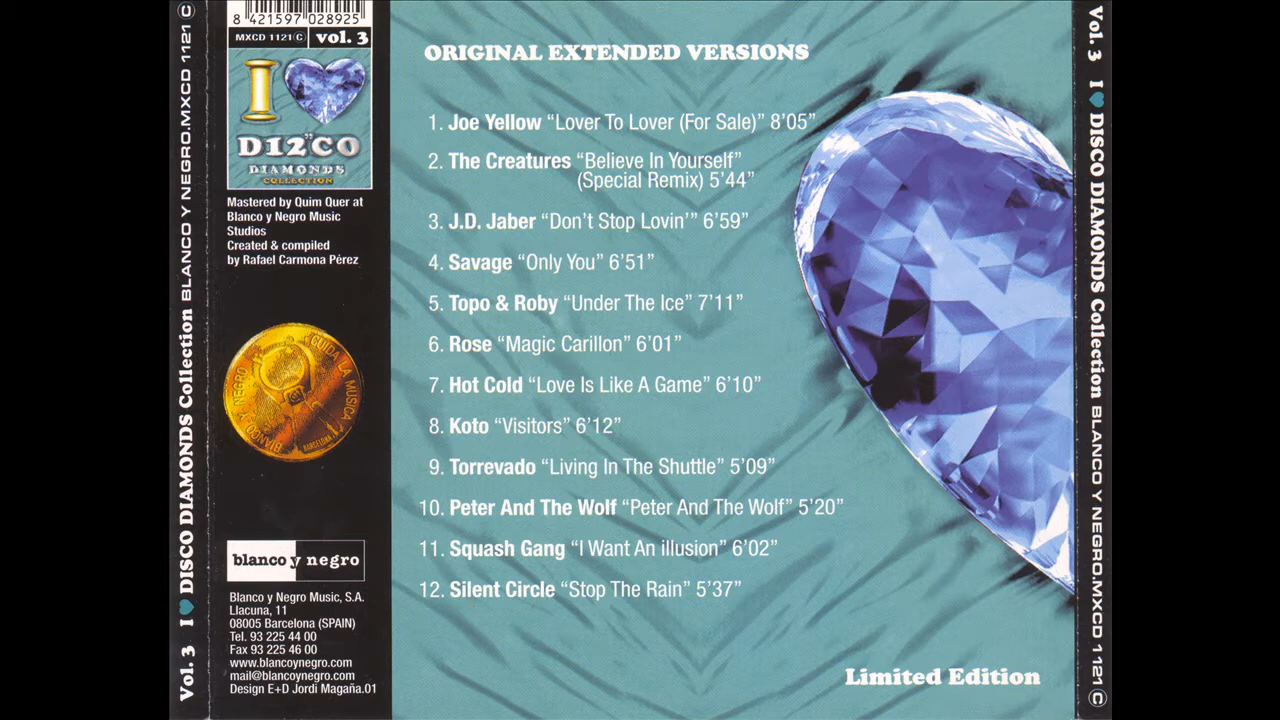 Vol. 3 I DISCO DIAMONDS Collection BLANCO Y NEGRO.MXCD 1121 C
8 421597 028925
MXCD 1121 C vol. 3
I
D12"CO
DIAMONDS
COLLECTION
Mastered by Quim Quer at
Blanco y Negro Music
Studios
Created & compiled
by Rafael Carmona Pérez
GUIDA LA MUSICA
BLANCO Y NEGRO
BARCELONA
blanco y negro
Blanco y Negro Music, S.A.
Llacuna, 11
08005 Barcelona (SPAIN)
Tel. 93 225 44 00
Fax 93 225 46 00
www.blancoynegro.com
mail@blancoynegro.com
Design E+D Jordi Magaña.01
ORIGINAL EXTENDED VERSIONS
1. Joe Yellow “Lover To Lover (For Sale)” 8’05”
2. The Creatures “Believe In Yourself”
(Special Remix) 5’44”
3. J.D. Jaber “Don’t Stop Lovin’” 6’59”
4. Savage “Only You” 6’51”
5. Topo & Roby “Under The Ice” 7’11”
6. Rose “Magic Carillon” 6’01”
7. Hot Cold “Love Is Like A Game” 6’10”
8. Koto “Visitors” 6’12”
9. Torrevado “Living In The Shuttle” 5’09”
10. Peter And The Wolf “Peter And The Wolf” 5’20”
11. Squash Gang “I Want An illusion” 6’02”
12. Silent Circle “Stop The Rain” 5’37”
Limited Edition
Vol. 3 I DISCO DIAMONDS Collection BLANCO Y NEGRO.MXCD 1121 C